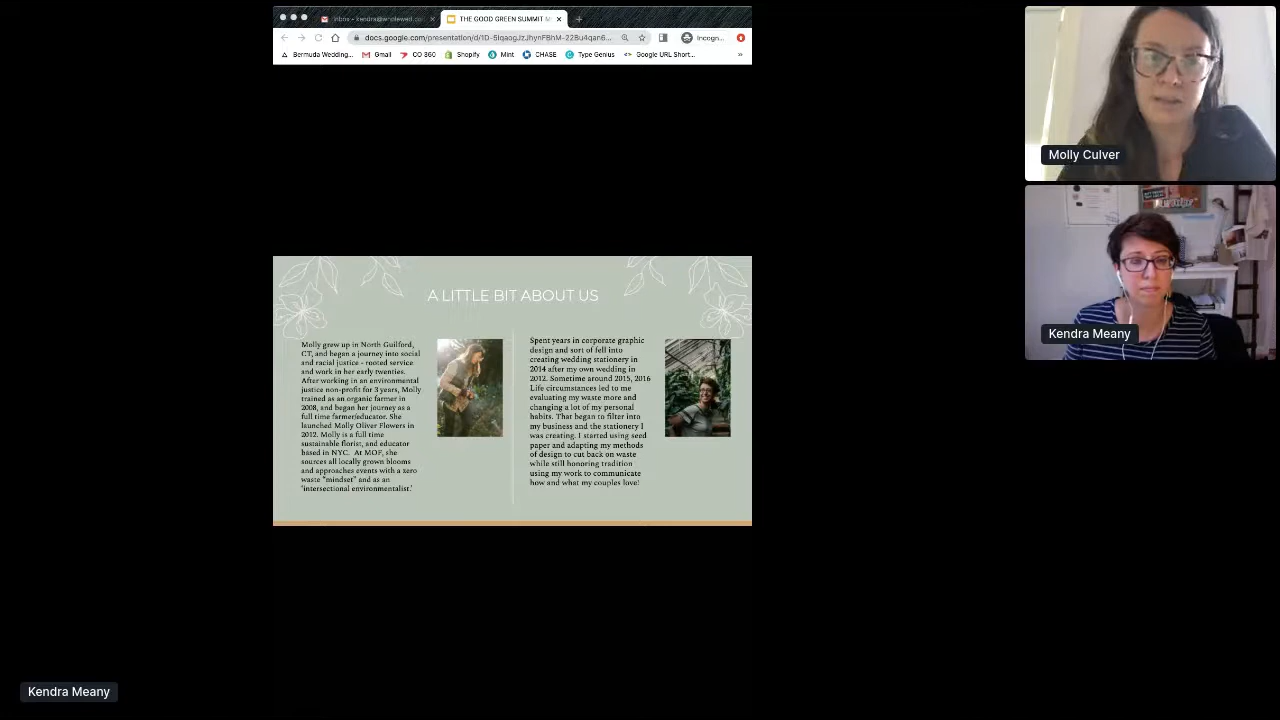 Inbox - kendra@wholewed.co
THE GOOD GREEN SUMMIT M
docs.google.com/presentation/d/1D-
Incogn...
Bermuda Wedding...
Gmail
CO 360
Shopify
Mint
CHASE
Type Genius
<> Google URL Short...
»
A LITTLE BIT ABOUT US
Molly grew up in North Guilford,
CT, and began a journey into social
and racial justice - rooted service
and work in her early twenties.
After working in an environmental
justice non-profit for 3 years, Molly
trained as an organic farmer in
2008, and began her journey as a
full time farmer/educator. She
launched Molly Oliver Flowers in
2012. Molly is a full time
sustainable florist, and educator
based in NYC. At MOF, she
sources all locally grown blooms
and approaches events with a zero
waste "mindset" and as an
'intersectional environmentalist.'
Spent years in corporate graphic
design and sort of fell into
creating wedding stationery in
2014 after my own wedding in
2012. Sometime around 2015, 2016
Life circumstances led to me
evaluating my waste more and
changing a lot of my personal
habits. That began to filter into
my business and the stationery I
was creating. I started using seed
paper and adapting my methods
of design to cut back on waste
while still honoring tradition
using my work to communicate
how and what my couples love!
Molly Culver
Kendra Meany
Kendra Meany